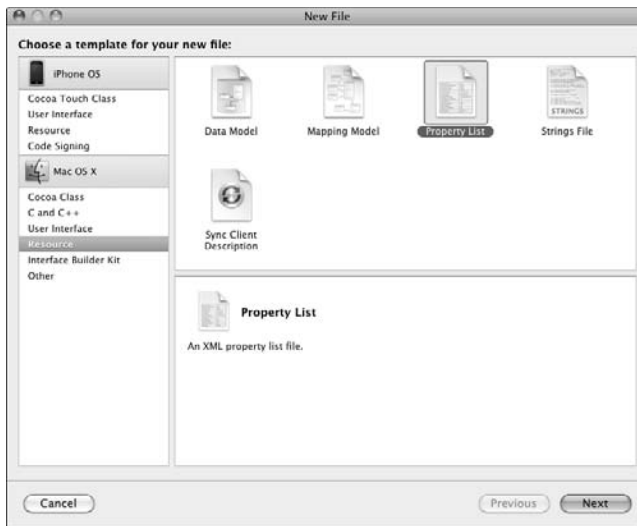 New File
Choose a template for your new file:
iPhone OS
Cocoa Touch Class
User Interface
Resource
Code Signing
Mac OS X
Cocoa Class
C and C++
User Interface
Resource
Interface Builder Kit
Other
Data Model
Mapping Model
Property List
STRINGS
Strings File
Sync Client
Description
Property List
An XML property list file.
Cancel
Previous
Next